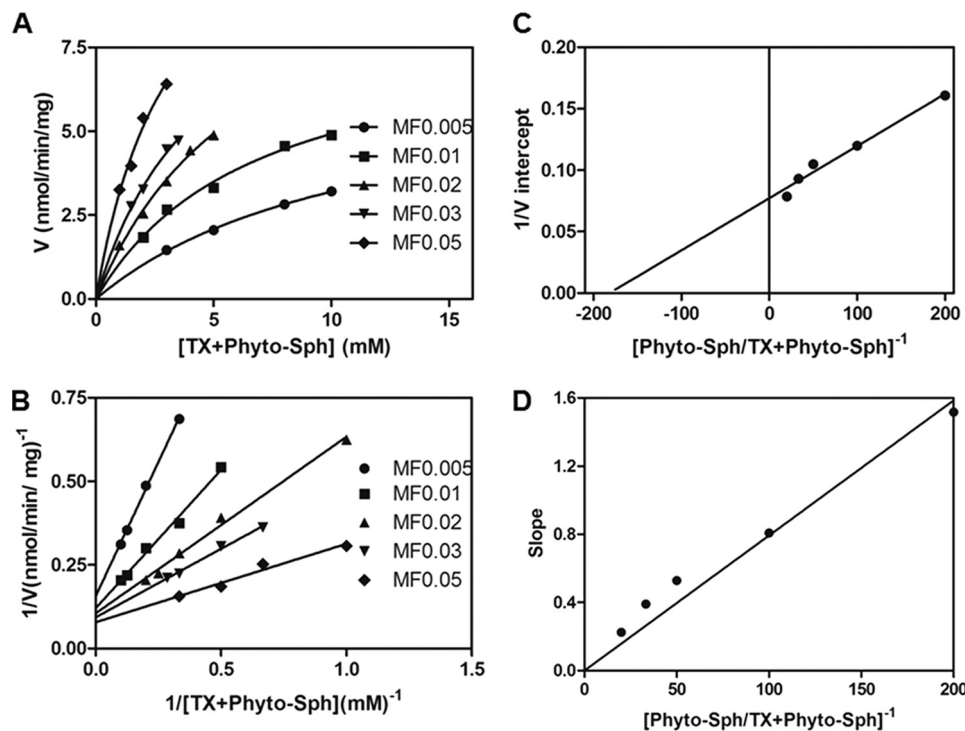 A
7.5
5.0
2.5
0.0
0 5 10 15
V (nmol/min/mg)
[TX+Phyto-Sph] (mM)
MF0.005
MF0.01
MF0.02
MF0.03
MF0.05
C
0.20
0.15
0.10
0.05
0.00
-200 -100 0 100 200
1/V intercept
[Phyto-Sph/TX+Phyto-Sph]⁻¹
B
0.75
0.50
0.25
0.00
0.0 0.5 1.0 1.5
1/V(nmol/min/ mg)⁻¹
1/[TX+Phyto-Sph](mM)⁻¹
MF0.005
MF0.01
MF0.02
MF0.03
MF0.05
D
1.6
1.2
0.8
0.4
0.0
0 50 100 150 200
Slope
[Phyto-Sph/TX+Phyto-Sph]⁻¹